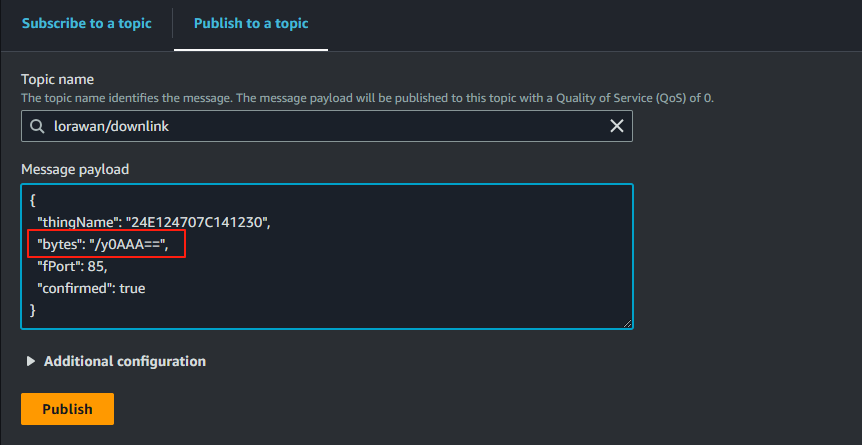 Subscribe to a topic
Publish to a topic
Topic name
The topic name identifies the message. The message payload will be published to this topic with a Quality of Service (QoS) of 0.
lorawan/downlink
Message payload
{
"thingName": "24E124707C141230",
"bytes": "/y0AAA==",
"fPort": 85,
"confirmed": true
}
Additional configuration
Publish